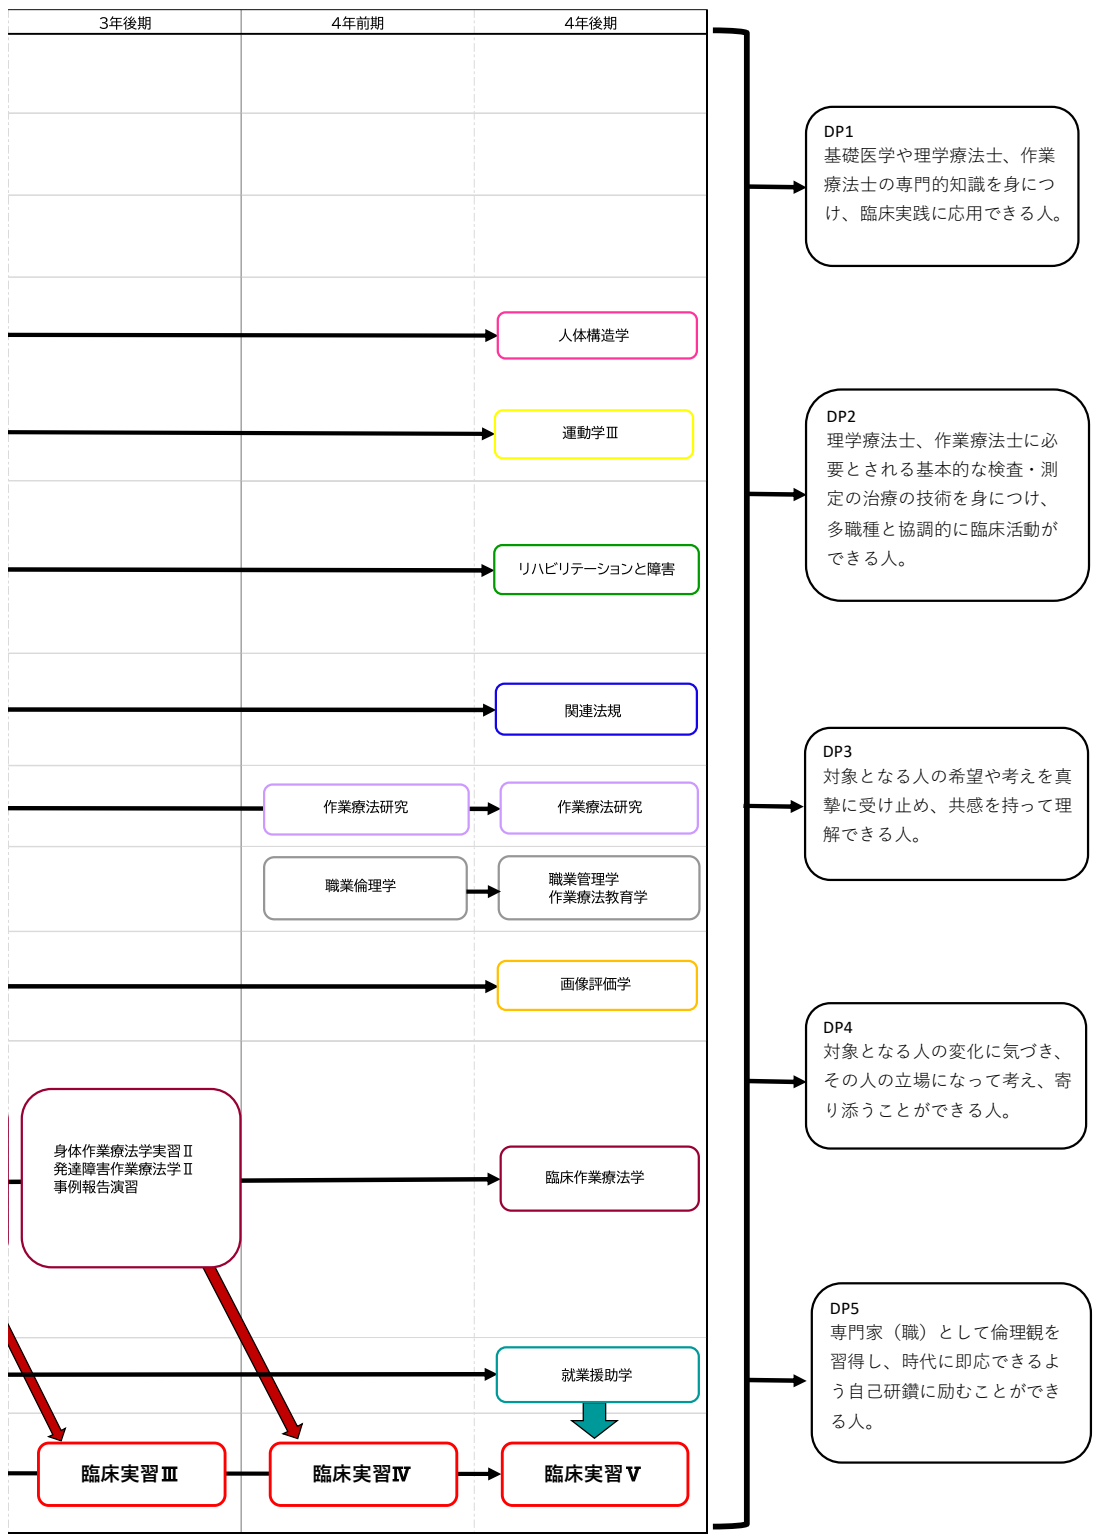 3年後期
4年前期
4年後期
人体構造学
運動学Ⅲ
リハビリテーションと障害
関連法規
作業療法研究
作業療法研究
職業倫理学
職業管理学
作業療法教育学
画像評価学
身体作業療法学実習Ⅱ
発達障害作業療法学Ⅱ
事例報告演習
臨床作業療法学
就業援助学
臨床実習Ⅲ
臨床実習Ⅳ
臨床実習Ⅴ
DP1
基礎医学や理学療法士、作業
療法士の専門的知識を身につ
け、臨床実践に応用できる人。
DP2
理学療法士、作業療法士に必
要とされる基本的な検査・測
定の治療の技術を身につけ、
多職種と協調的に臨床活動が
できる人。
DP3
対象となる人の希望や考えを真
摯に受け止め、共感を持って理
解できる人。
DP4
対象となる人の変化に気づき、
その人の立場になって考え、寄
り添うことができる人。
DP5
専門家（職）として倫理観を
習得し、時代に即応できるよ
う自己研鑽に励むことができ
る人。